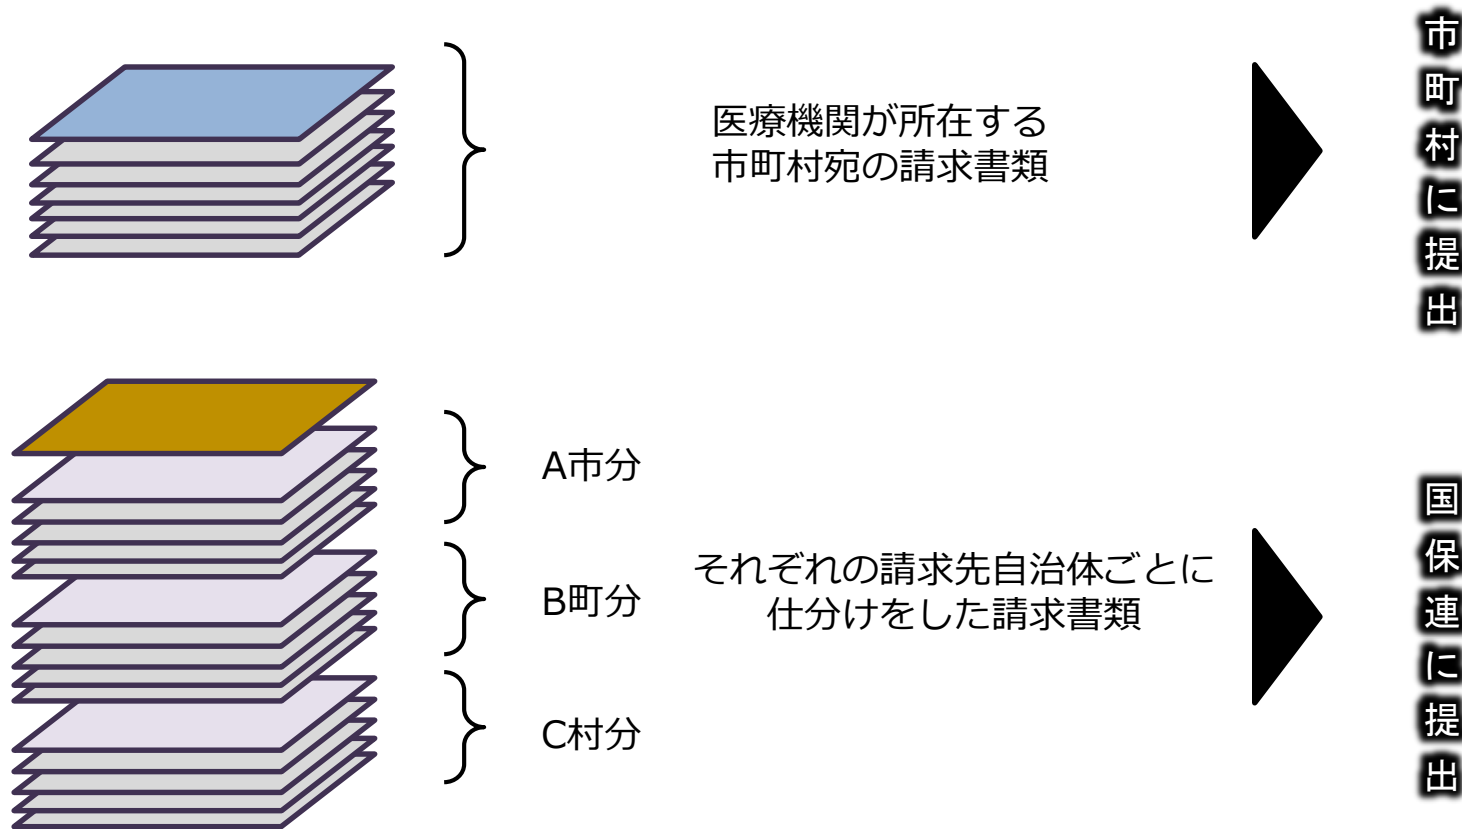 医療機関が所在する
市町村宛の請求書類
市町村に提出
A市分
B町分
C村分
それぞれの請求先自治体ごとに
仕分けをした請求書類
国保連に提出